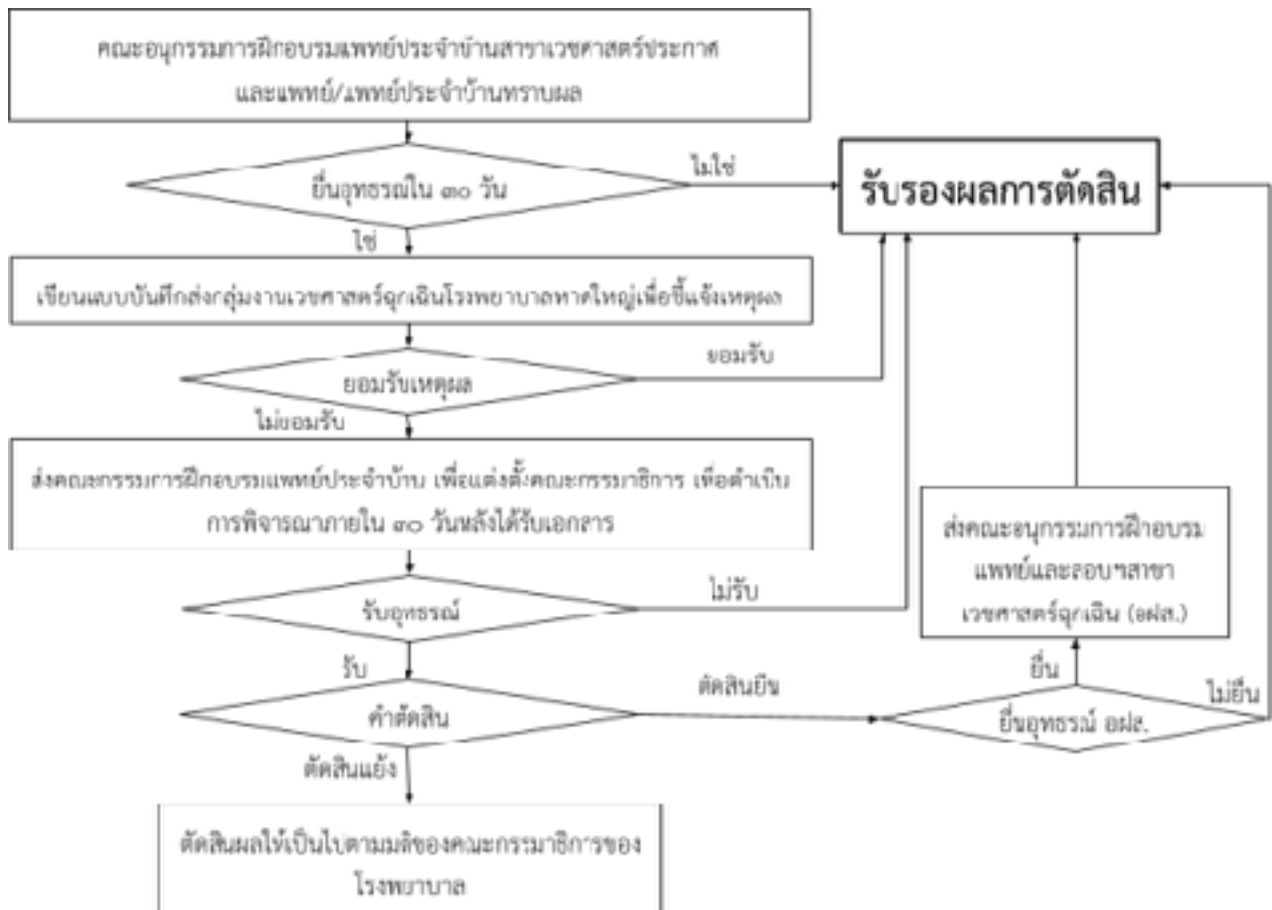 คณะอนุกรรมการฝึกอบรมแพทย์ประจำบ้านสาขาเวชศาสตร์ประกาศ
และแพทย์/แพทย์ประจำบ้านทราบผล
ยื่นอุทธรณ์ใน ๓๐ วัน
ไม่ใช่
รับรองผลการตัดสิน
ใช่
เขียนแบบบันทึกส่งกลุ่มงานเวชศาสตร์ฉุกเฉินโรงพยาบาลหาดใหญ่เพื่อชี้แจ้งเหตุผล
ยอมรับเหตุผล
ยอมรับ
ไม่ยอมรับ
ส่งคณะกรรมการฝึกอบรมแพทย์ประจำบ้าน เพื่อแต่งตั้งคณะกรรมาธิการ เพื่อดำเนิน
การพิจารณาภายใน ๓๐ วันหลังได้รับเอกสาร
รับอุทธรณ์
ไม่รับ
รับ
คำตัดสิน
ตัดสินยืน
ส่งคณะอนุกรรมการฝึกอบรม
แพทย์และสอบฯสาขา
เวชศาสตร์ฉุกเฉิน (อฝส.)
ยื่น
ไม่ยื่น
ยื่นอุทธรณ์ อฝส.
ตัดสินแย้ง
ตัดสินผลให้เป็นไปตามมติของคณะกรรมาธิการของ
โรงพยาบาล